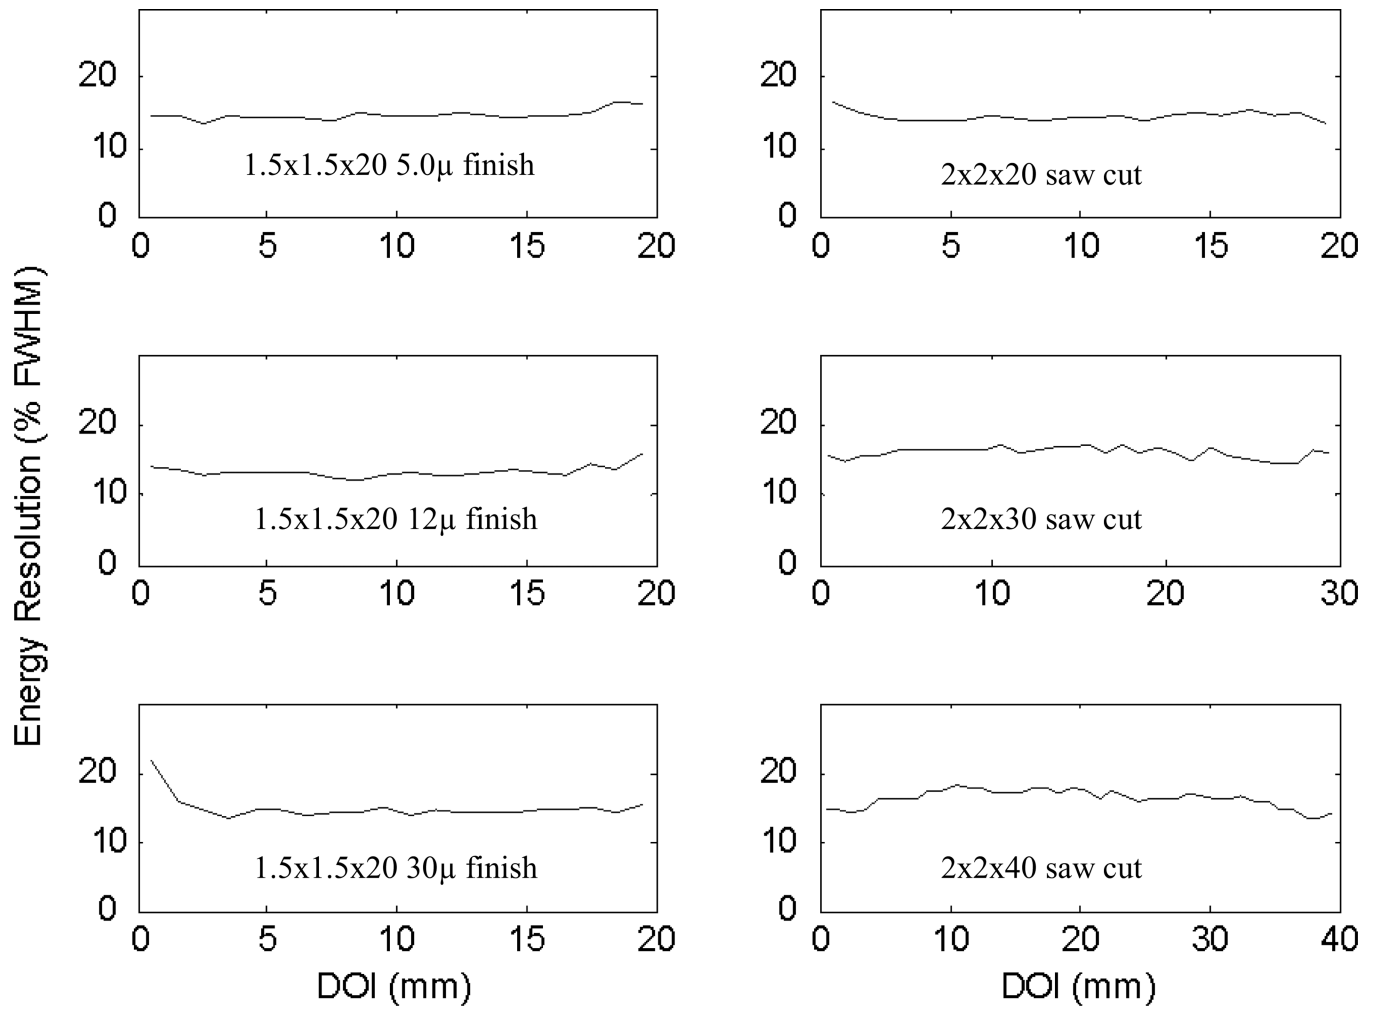 Energy Resolution (% FWHM)
20
10
0
1.5x1.5x20 5.0µ finish
0 5 10 15 20
20
10
0
2x2x20 saw cut
0 5 10 15 20
20
10
0
1.5x1.5x20 12µ finish
0 5 10 15 20
20
10
0
2x2x30 saw cut
0 10 20 30
20
10
0
1.5x1.5x20 30µ finish
0 5 10 15 20
DOI (mm)
20
10
0
2x2x40 saw cut
0 10 20 30 40
DOI (mm)